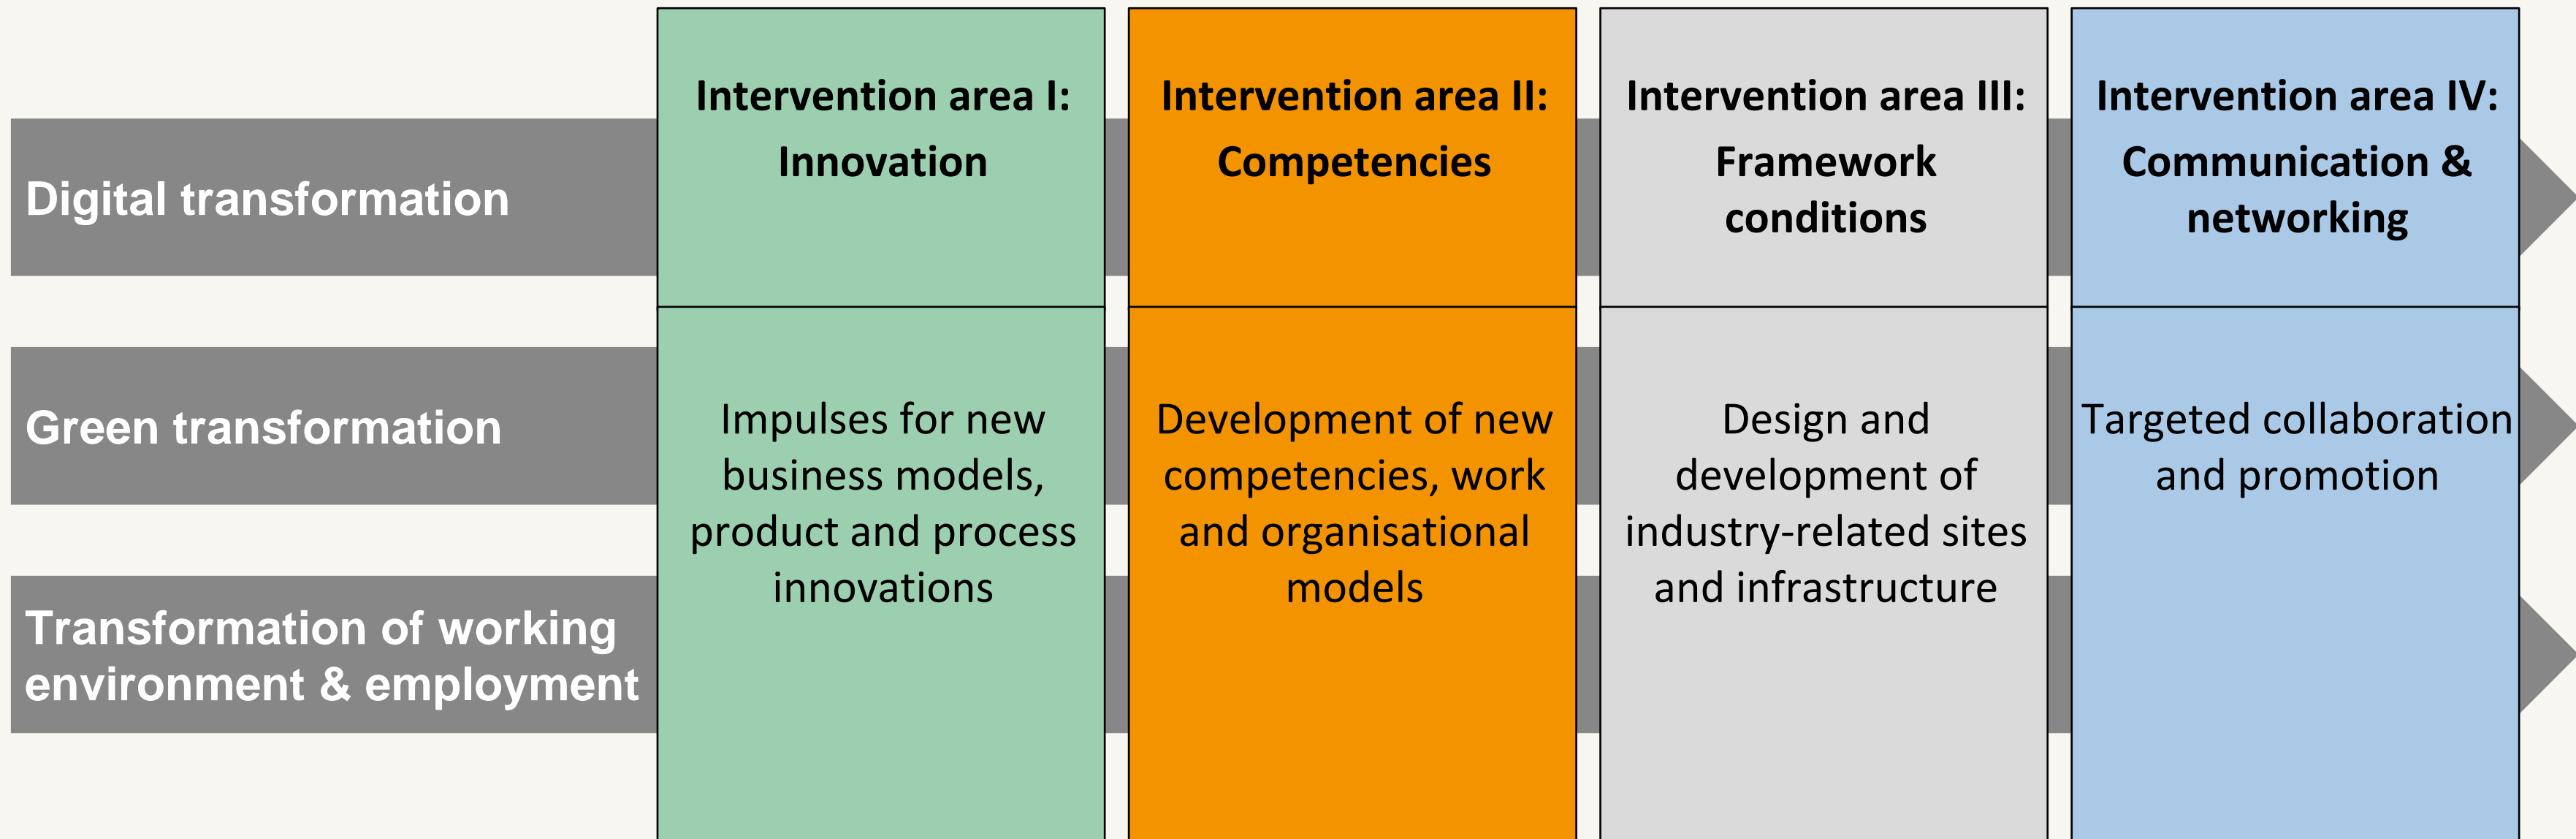 Digital transformation
Green transformation
Transformation of working
environment & employment
Intervention area I:
Innovation
Impulses for new
business models,
product and process
innovations
Intervention area II:
Competencies
Development of new
competencies, work
and organisational
models
Intervention area III:
Framework
conditions
Design and
development of
industry-related sites
and infrastructure
Intervention area IV:
Communication &
networking
Targeted collaboration
and promotion